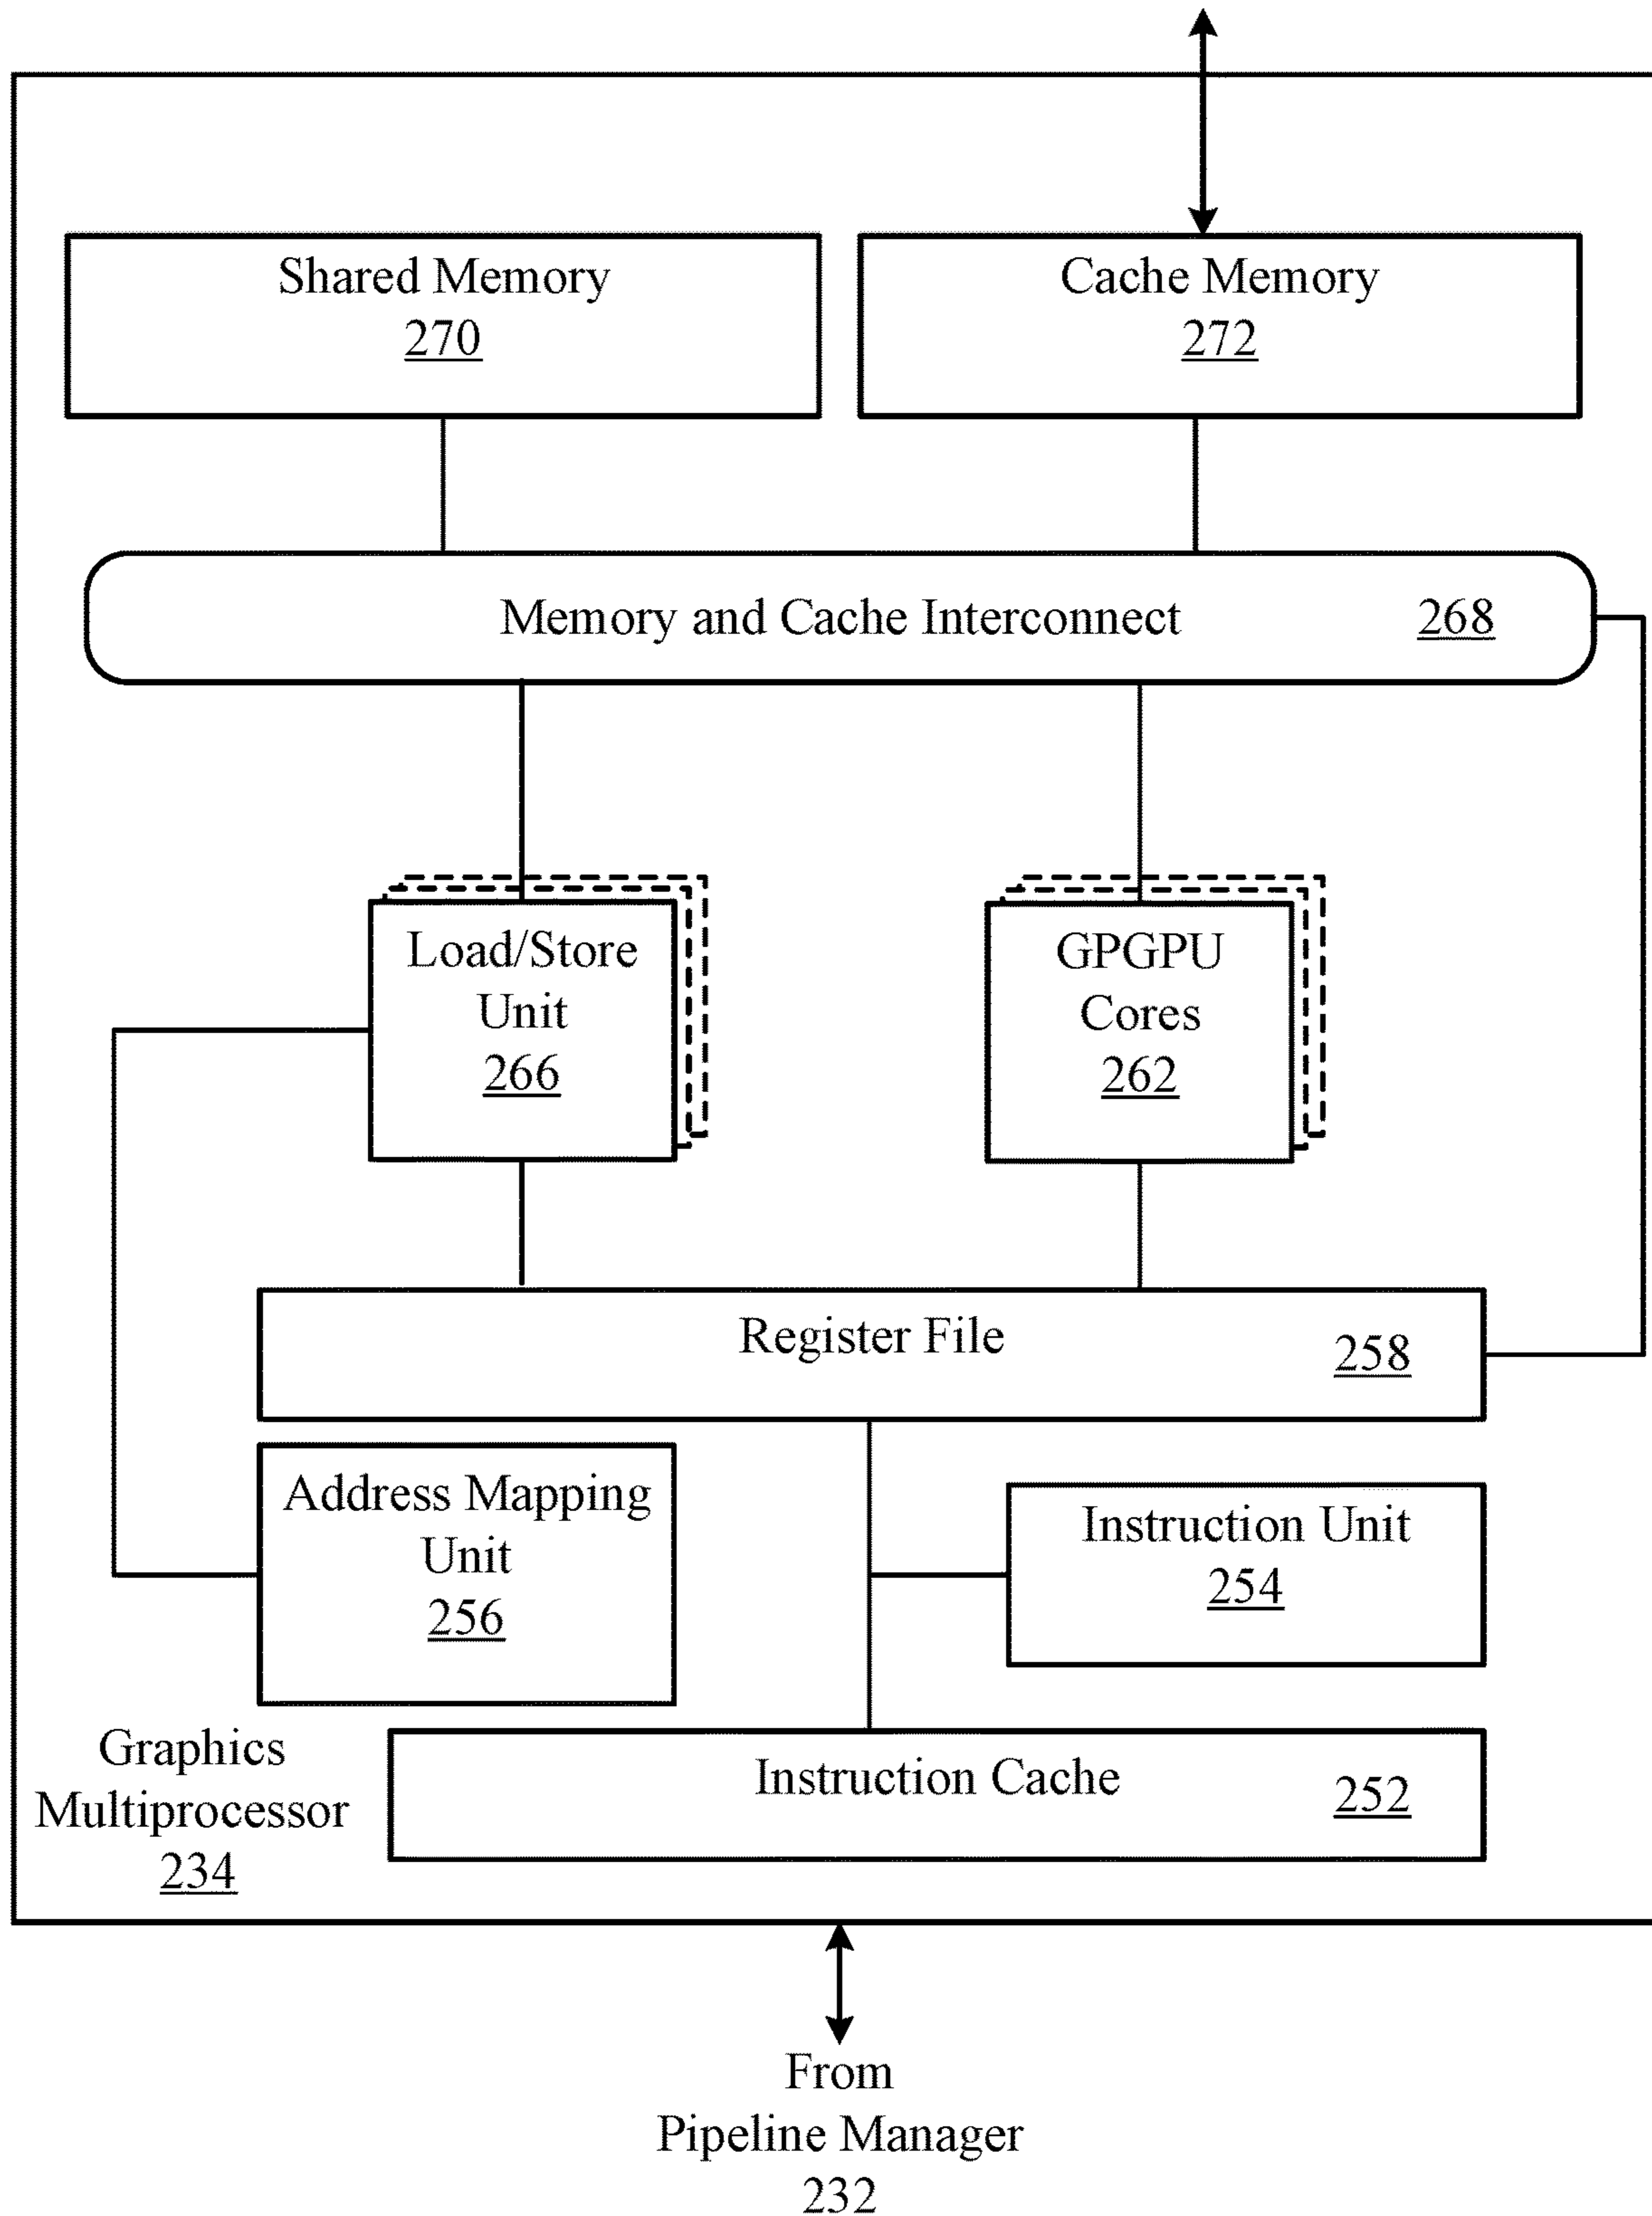 Shared Memory
270
Cache Memory
272
Memory and Cache Interconnect 268
Load/Store
Unit
266
GPGPU
Cores
262
Register File 258
Address Mapping
Unit
256
Instruction Unit
254
Graphics
Multiprocessor
234
Instruction Cache 252
From
Pipeline Manager
232